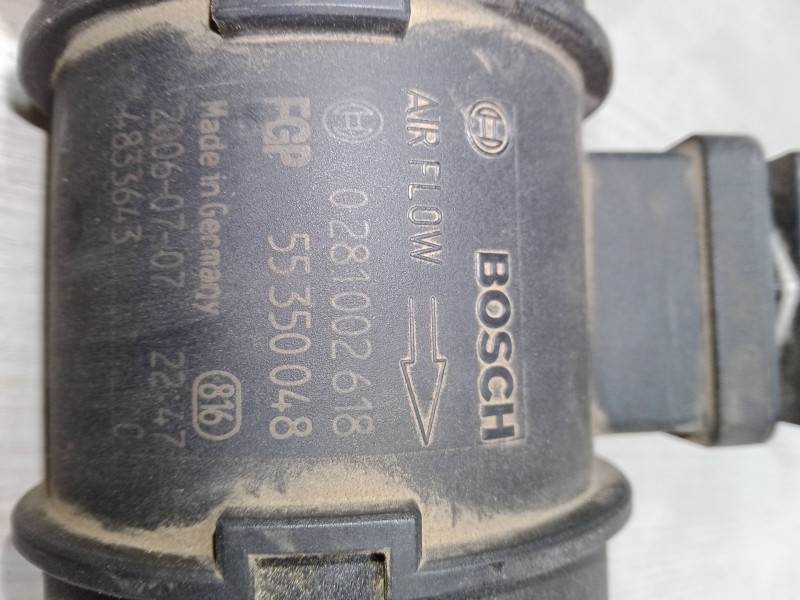 BOSCH
AIR FLOW
0 281 002 618
FGP 55 350 048
Made in Germany 816
2006-07-07 22:47
4833643 C